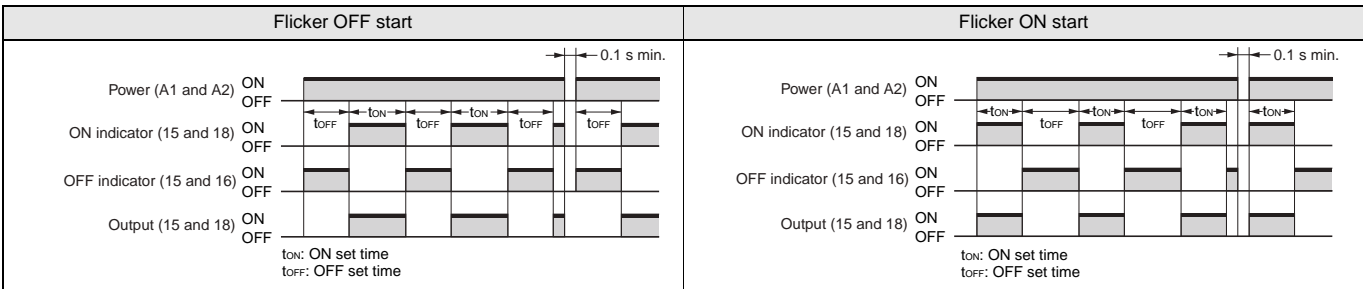 Flicker OFF start
0.1 s min.
Power (A1 and A2) ON
OFF
tOFF tON tOFF tON tOFF tOFF
ON indicator (15 and 18) ON
OFF
OFF indicator (15 and 16) ON
OFF
Output (15 and 18) ON
OFF
tON: ON set time
tOFF: OFF set time
Flicker ON start
0.1 s min.
Power (A1 and A2) ON
OFF
tON tOFF tON tOFF tON tON
ON indicator (15 and 18) ON
OFF
OFF indicator (15 and 16) ON
OFF
Output (15 and 18) ON
OFF
tON: ON set time
tOFF: OFF set time